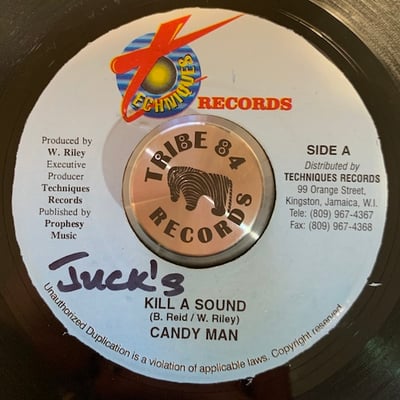 TECHNIQUES
RECORDS
Produced by
W. Riley
Executive
Producer
Techniques
Records
Published by
Prophesy
Music
TRIBE 84
RECORDS
SIDE A
Distributed by
TECHNIQUES RECORDS
99 Orange Street,
Kingston, Jamaica, W.I.
Tele: (809) 967-4367
Fax: (809) 968-4368
Juck's
KILL A SOUND
(B. Reid / W. Riley)
CANDY MAN
Unauthorized Duplication is a violation of applicable laws. Copyright reserved.